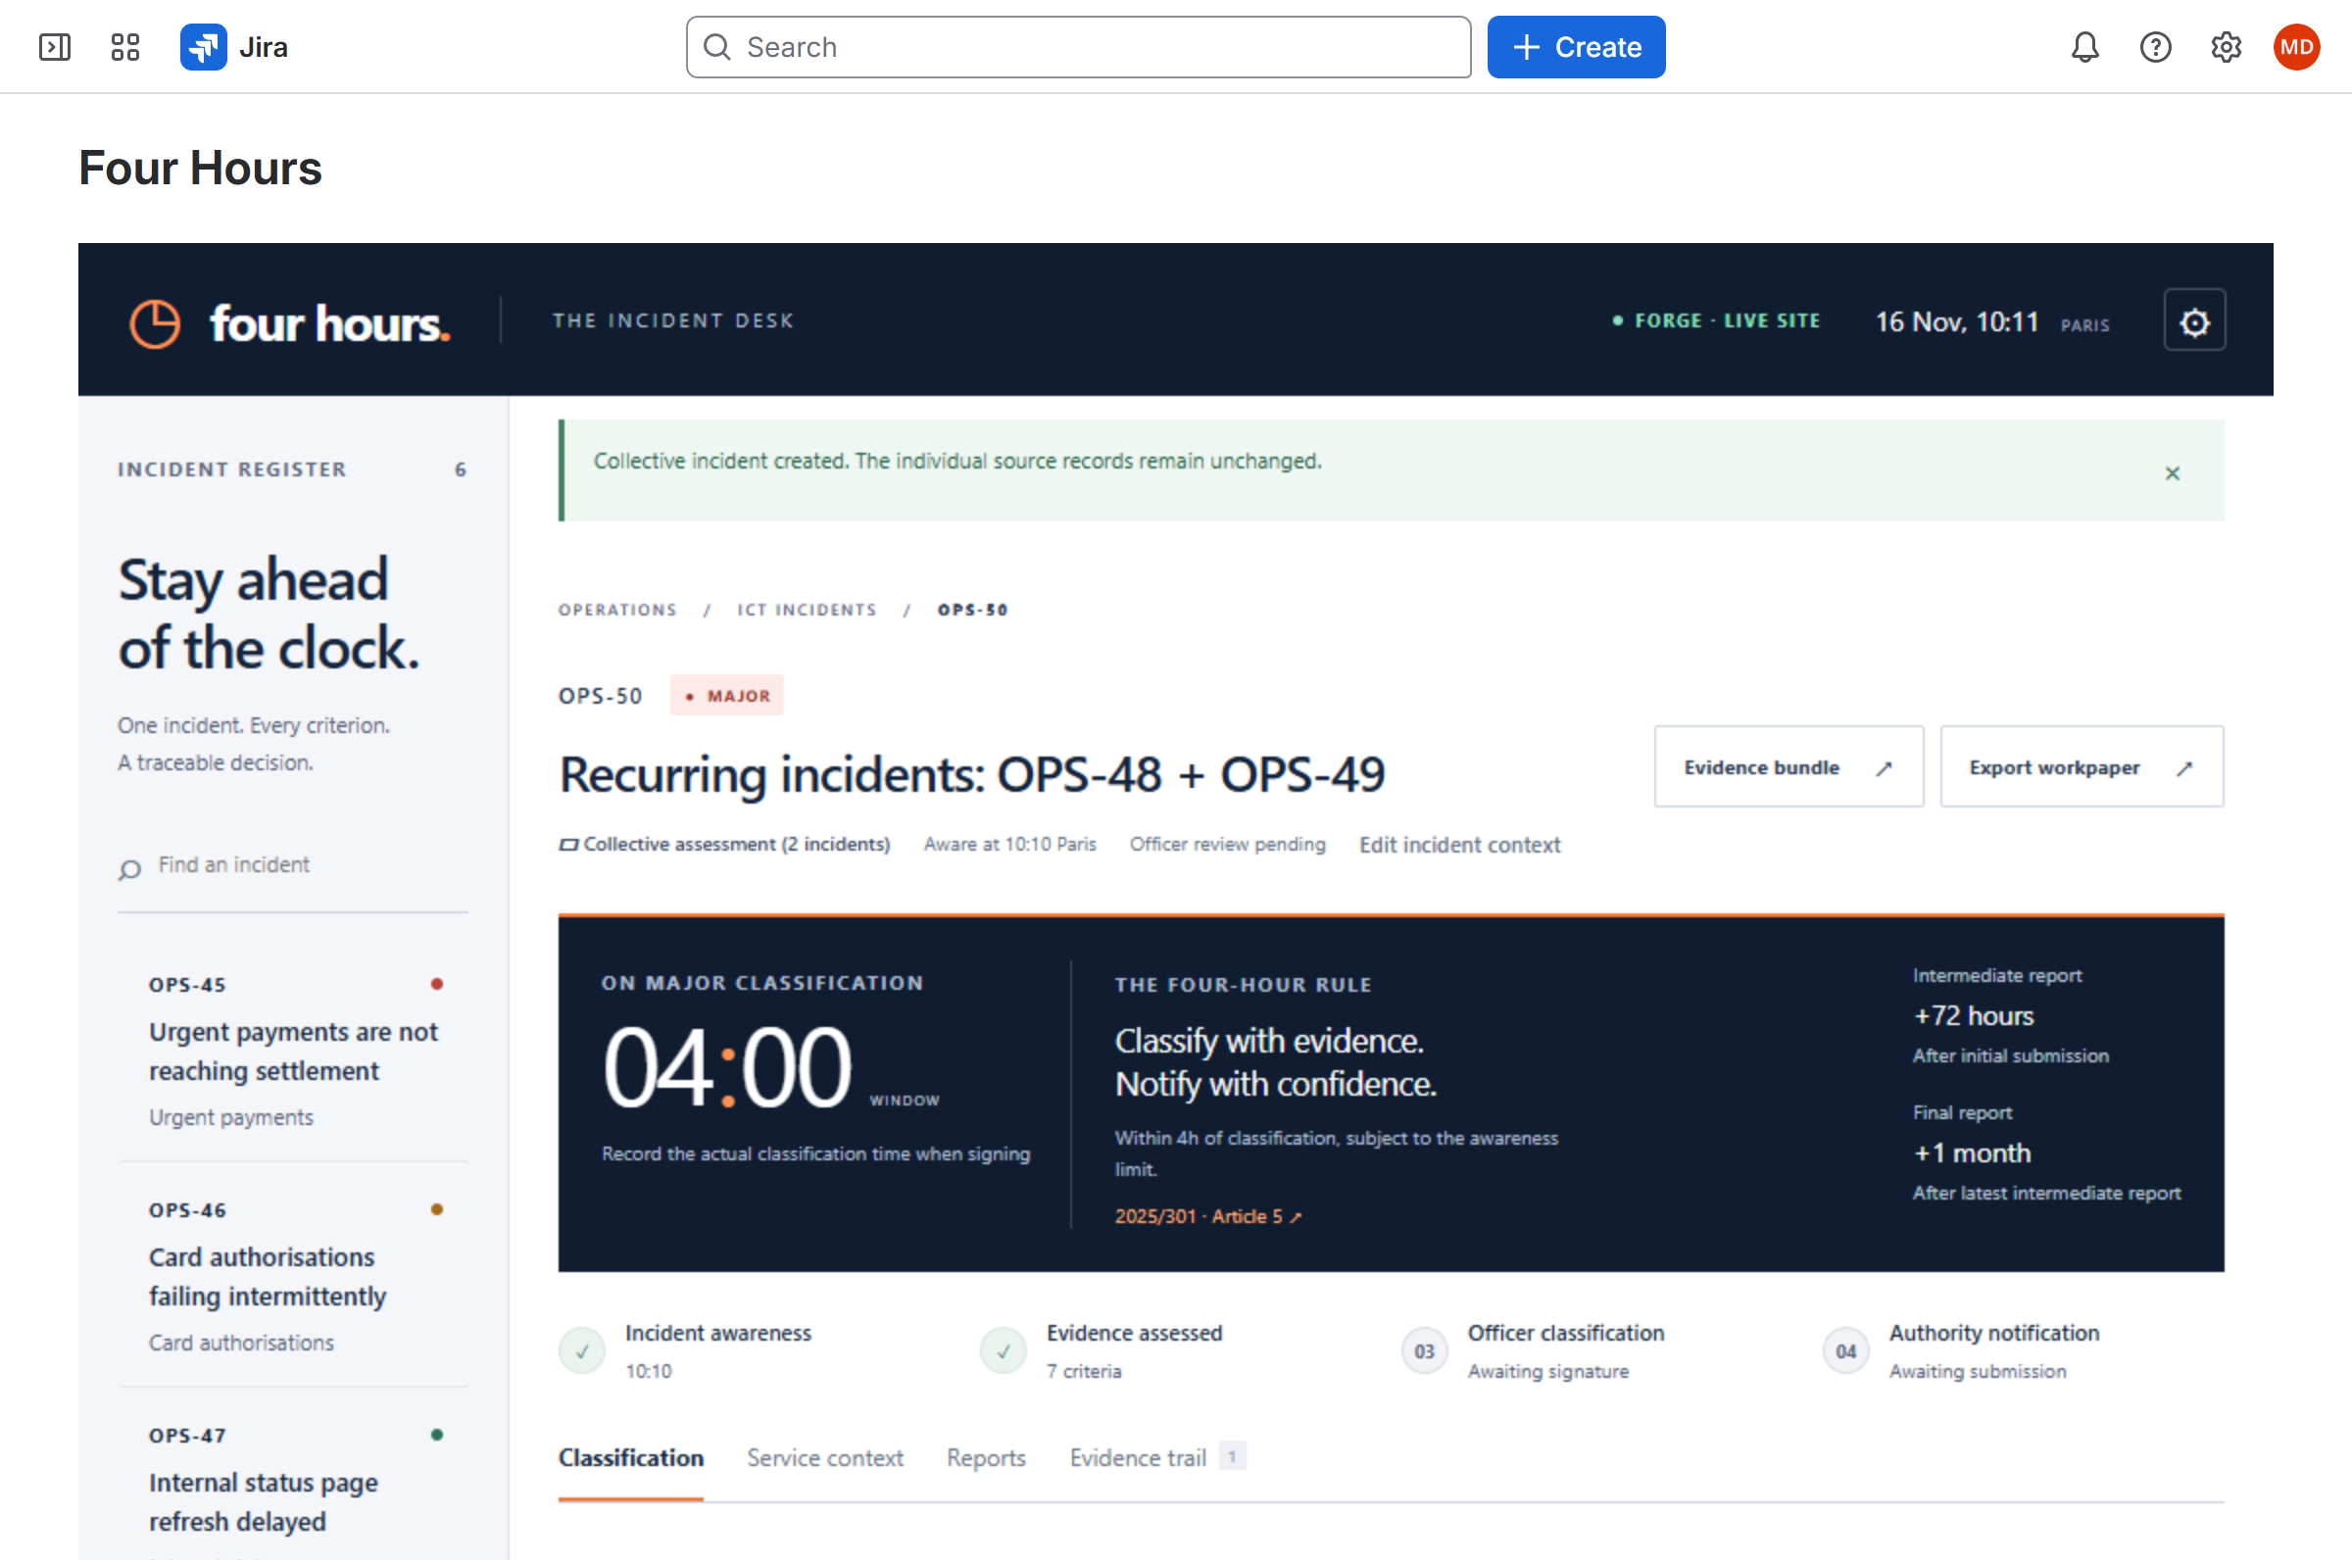 Jira
Search
Create
MD
Four Hours
four hours.
THE INCIDENT DESK
FORGE · LIVE SITE
16 Nov, 10:11 PARIS
INCIDENT REGISTER 6
Stay ahead
of the clock.
One incident. Every criterion.
A traceable decision.
Find an incident
OPS-45
Urgent payments are not
reaching settlement
Urgent payments
OPS-46
Card authorisations
failing intermittently
Card authorisations
OPS-47
Internal status page
refresh delayed
Collective incident created. The individual source records remain unchanged.
×
OPERATIONS / ICT INCIDENTS / OPS-50
OPS-50 • MAJOR
Recurring incidents: OPS-48 + OPS-49
Evidence bundle ↗
Export workpaper ↗
Collective assessment (2 incidents) Aware at 10:10 Paris Officer review pending Edit incident context
ON MAJOR CLASSIFICATION
04:00 WINDOW
Record the actual classification time when signing
THE FOUR-HOUR RULE
Classify with evidence.
Notify with confidence.
Within 4h of classification, subject to the awareness
limit.
2025/301 · Article 5 ↗
Intermediate report
+72 hours
After initial submission
Final report
+1 month
After latest intermediate report
✓ Incident awareness
10:10
✓ Evidence assessed
7 criteria
03 Officer classification
Awaiting signature
04 Authority notification
Awaiting submission
Classification Service context Reports Evidence trail 1